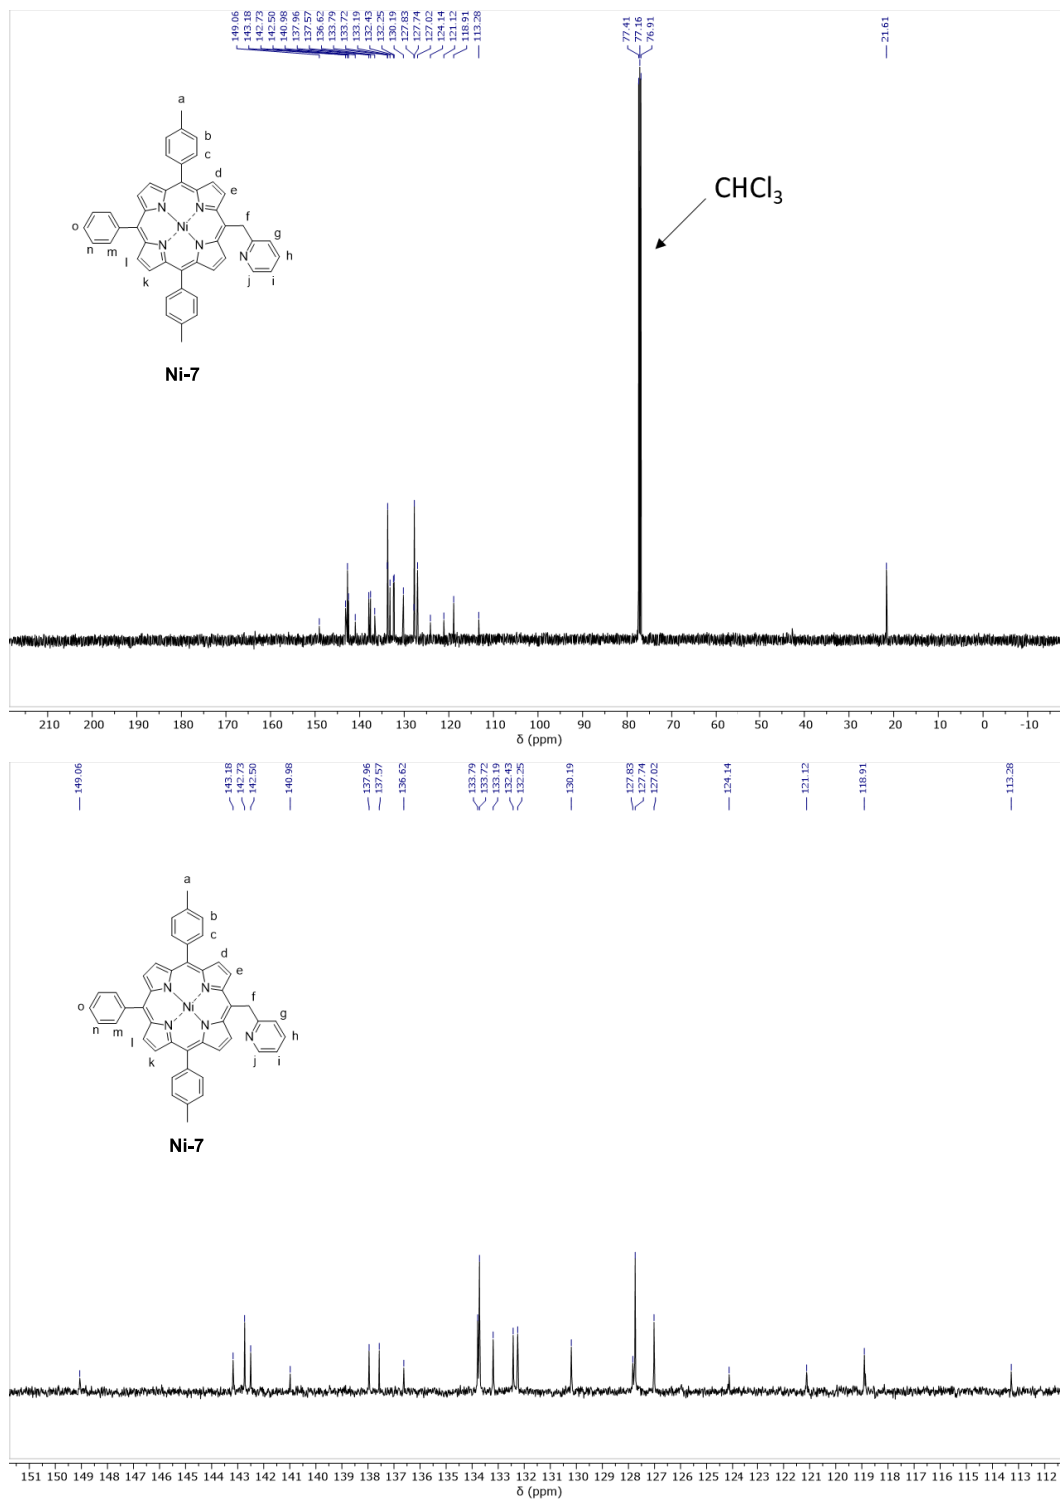 149.06
143.18
142.73
142.50
140.98
137.96
137.57
136.62
133.79
133.72
133.19
132.43
132.25
130.19
127.83
127.74
127.02
124.14
121.12
118.91
113.28
77.41
77.16
76.91
21.61
a
b
c
d
e
f
g
h
i
j
k
l
m
n
o
N N
Ni
N N
N
CHCl3
Ni-7
210 200 190 180 170 160 150 140 130 120 110 100 90 80 70 60 50 40 30 20 10 0 -10
δ (ppm)
149.06
143.18
142.73
142.50
140.98
137.96
137.57
136.62
133.79
133.72
133.19
132.43
132.25
130.19
127.83
127.74
127.02
124.14
121.12
118.91
113.28
a
b
c
d
e
f
g
h
i
j
k
l
m
n
o
N N
Ni
N N
N
Ni-7
151 150 149 148 147 146 145 144 143 142 141 140 139 138 137 136 135 134 133 132 131 130 129 128 127 126 125 124 123 122 121 120 119 118 117 116 115 114 113 112
δ (ppm)